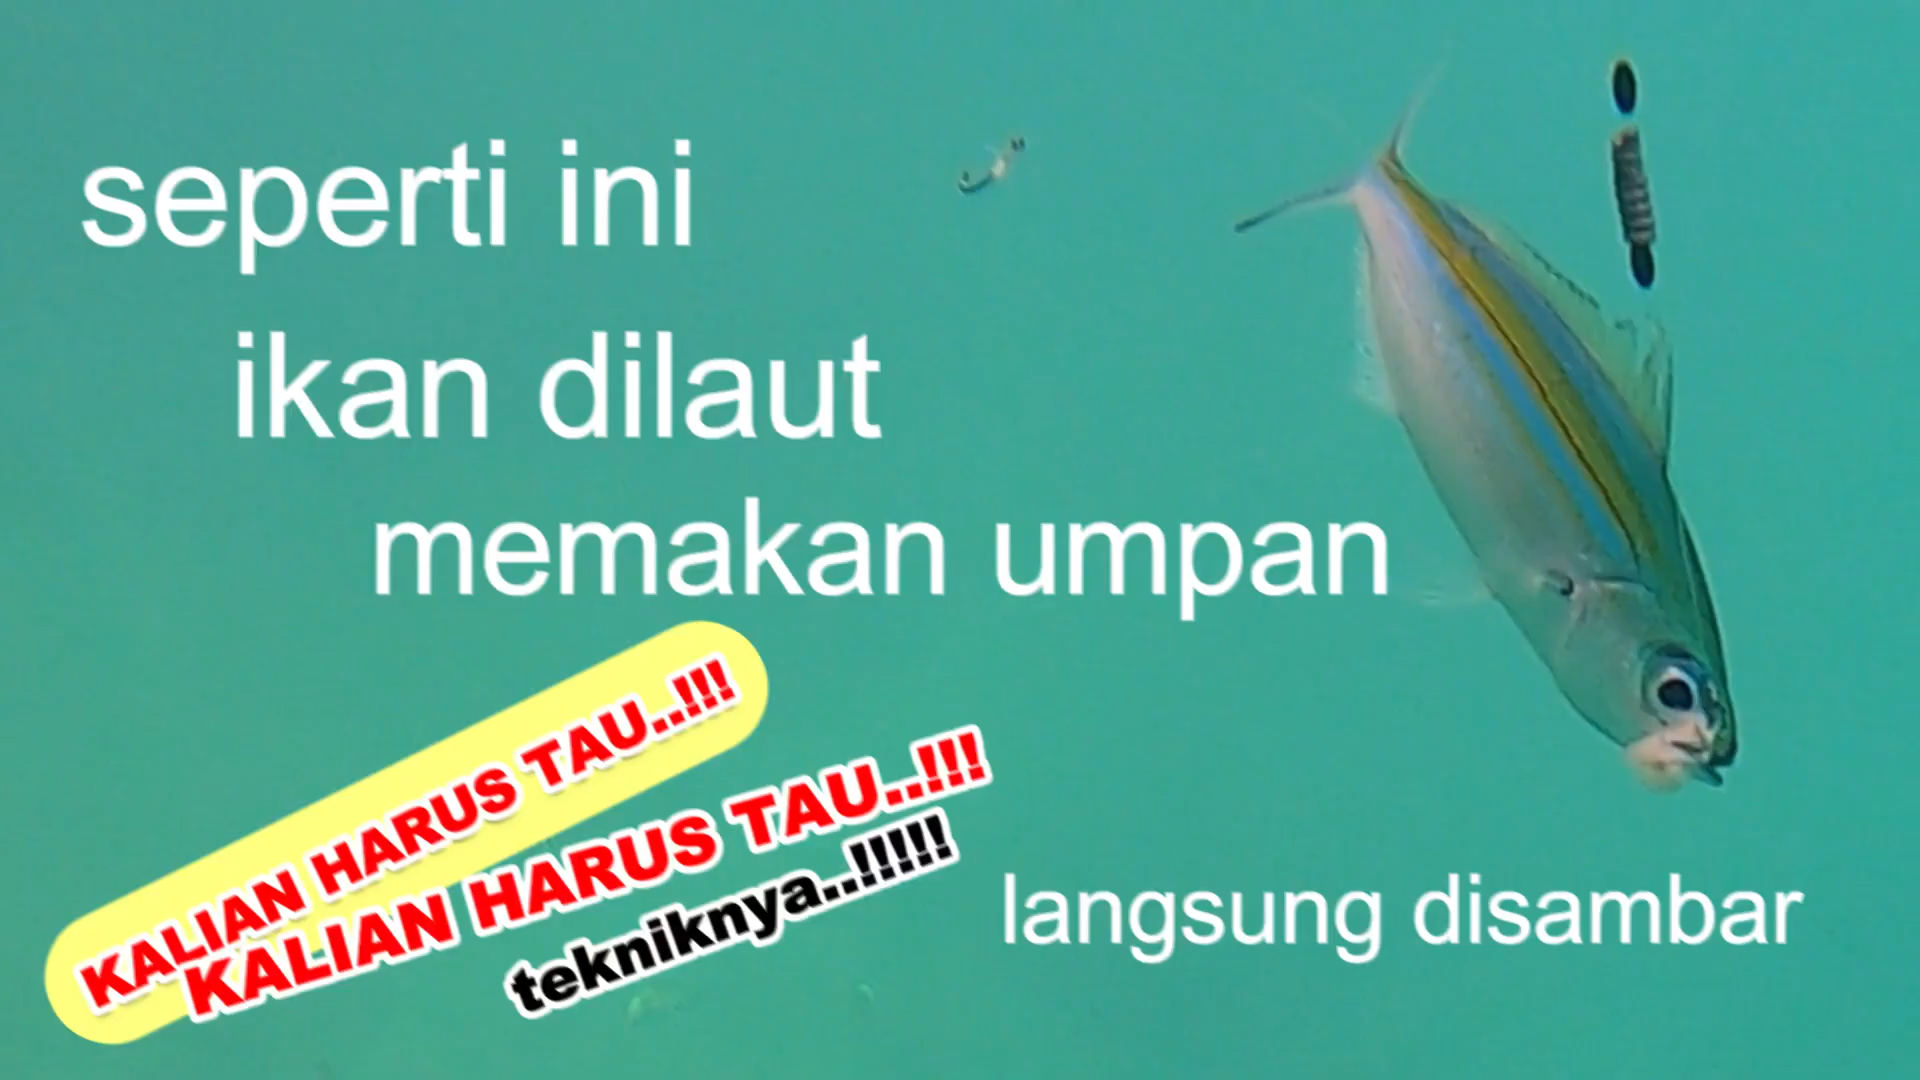 seperti ini
ikan dilaut
memakan umpan
KALIAN HARUS TAU..!!!
KALIAN HARUS TAU..!!!
tekniknya..!!!!!
langsung disambar